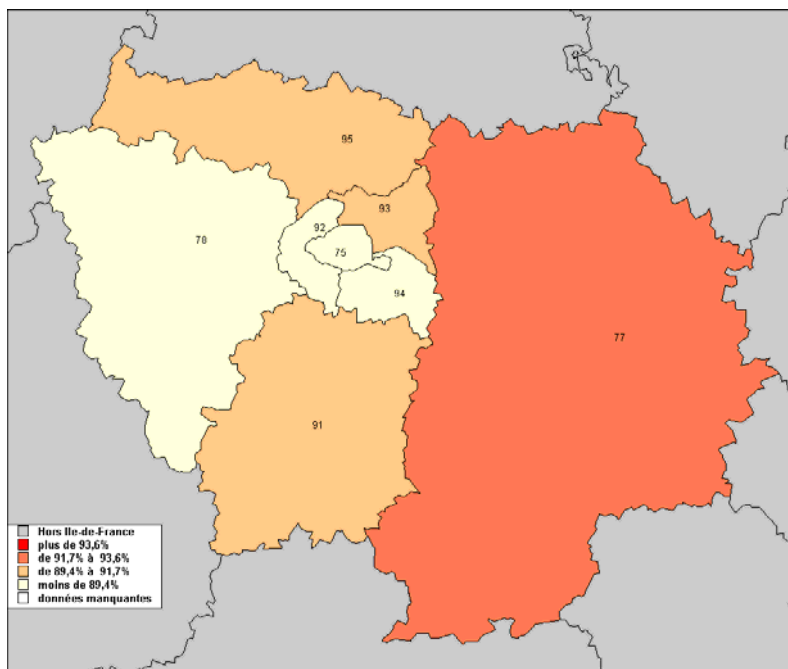 95
93
92
78
75
94
77
91
Hors Ile-de-France
plus de 93,6%
de 91,7% à 93,6%
de 89,4% à 91,7%
moins de 89,4%
données manquantes